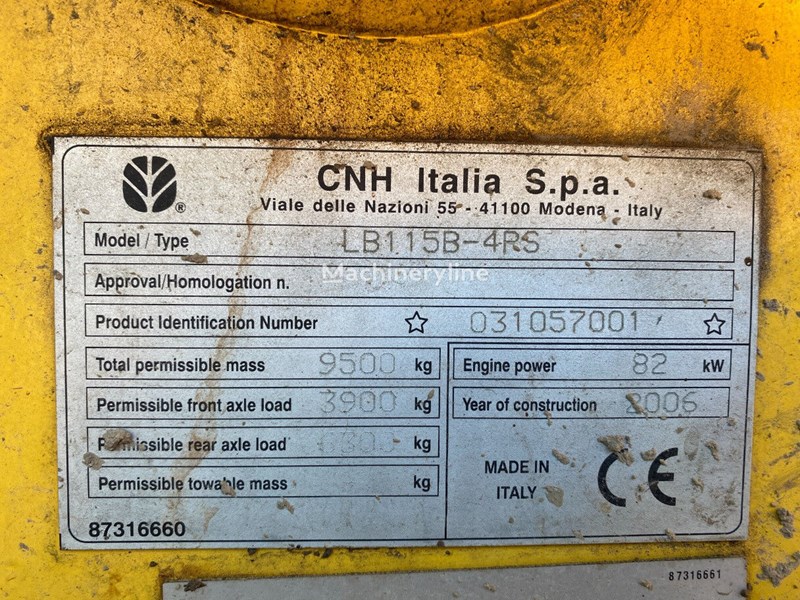 CNH Italia S.p.a.
Viale delle Nazioni 55 - 41100 Modena - Italy
®
Model / Type LB115B-4RS
Approval/Homologation n.
Machineryline
Product Identification Number ☆ 031057001 ☆
Total permissible mass 9500 kg
Engine power 82 kW
Permissible front axle load 3900 kg
Year of construction 2006
Permissible rear axle load kg
Permissible towable mass kg
MADE IN
ITALY
CE
87316660
87316661